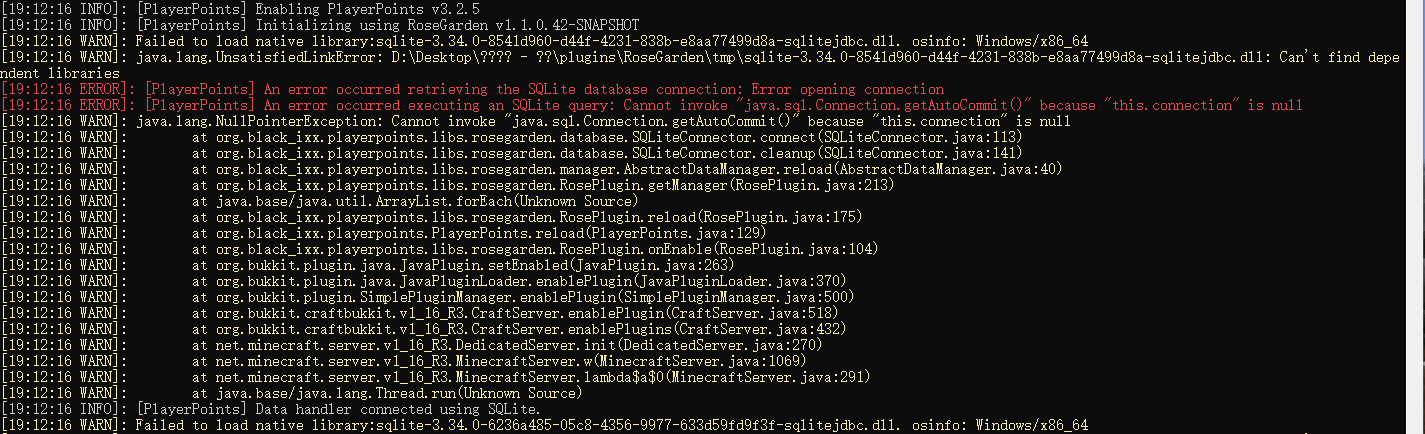 [19:12:16 INFO]: [PlayerPoints] Enabling PlayerPoints v3.2.5
[19:12:16 INFO]: [PlayerPoints] Initializing using RoseGarden v1.1.0.42-SNAPSHOT
[19:12:16 WARN]: Failed to load native library:sqlite-3.34.0-8541d960-d44f-4231-838b-e8aa77499d8a-sqlitejdbc.dll. osinfo: Windows/x86_64
[19:12:16 WARN]: java.lang.UnsatisfiedLinkError: D:\Desktop\???? - ??\plugins\RoseGarden\tmp\sqlite-3.34.0-8541d960-d44f-4231-838b-e8aa77499d8a-sqlitejdbc.dll: Can't find depe
ndent libraries
[19:12:16 ERROR]: [PlayerPoints] An error occurred retrieving the SQLite database connection: Error opening connection
[19:12:16 ERROR]: [PlayerPoints] An error occurred executing an SQLite query: Cannot invoke "java.sql.Connection.getAutoCommit()" because "this.connection" is null
[19:12:16 WARN]: java.lang.NullPointerException: Cannot invoke "java.sql.Connection.getAutoCommit()" because "this.connection" is null
[19:12:16 WARN]:        at org.black_ixx.playerpoints.libs.rosegarden.database.SQLiteConnector.connect(SQLiteConnector.java:113)
[19:12:16 WARN]:        at org.black_ixx.playerpoints.libs.rosegarden.database.SQLiteConnector.cleanup(SQLiteConnector.java:141)
[19:12:16 WARN]:        at org.black_ixx.playerpoints.libs.rosegarden.manager.AbstractDataManager.reload(AbstractDataManager.java:40)
[19:12:16 WARN]:        at org.black_ixx.playerpoints.libs.rosegarden.RosePlugin.getManager(RosePlugin.java:213)
[19:12:16 WARN]:        at java.base/java.util.ArrayList.forEach(Unknown Source)
[19:12:16 WARN]:        at org.black_ixx.playerpoints.libs.rosegarden.RosePlugin.reload(RosePlugin.java:175)
[19:12:16 WARN]:        at org.black_ixx.playerpoints.PlayerPoints.reload(PlayerPoints.java:129)
[19:12:16 WARN]:        at org.black_ixx.playerpoints.libs.rosegarden.RosePlugin.onEnable(RosePlugin.java:104)
[19:12:16 WARN]:        at org.bukkit.plugin.java.JavaPlugin.setEnabled(JavaPlugin.java:263)
[19:12:16 WARN]:        at org.bukkit.plugin.java.JavaPluginLoader.enablePlugin(JavaPluginLoader.java:370)
[19:12:16 WARN]:        at org.bukkit.plugin.SimplePluginManager.enablePlugin(SimplePluginManager.java:500)
[19:12:16 WARN]:        at org.bukkit.craftbukkit.v1_16_R3.CraftServer.enablePlugin(CraftServer.java:518)
[19:12:16 WARN]:        at org.bukkit.craftbukkit.v1_16_R3.CraftServer.enablePlugins(CraftServer.java:432)
[19:12:16 WARN]:        at net.minecraft.server.v1_16_R3.DedicatedServer.init(DedicatedServer.java:270)
[19:12:16 WARN]:        at net.minecraft.server.v1_16_R3.MinecraftServer.w(MinecraftServer.java:1069)
[19:12:16 WARN]:        at net.minecraft.server.v1_16_R3.MinecraftServer.lambda$a$0(MinecraftServer.java:291)
[19:12:16 WARN]:        at java.base/java.lang.Thread.run(Unknown Source)
[19:12:16 INFO]: [PlayerPoints] Data handler connected using SQLite.
[19:12:16 WARN]: Failed to load native library:sqlite-3.34.0-6236a485-05c8-4356-9977-633d59fd9f3f-sqlitejdbc.dll. osinfo: Windows/x86_64